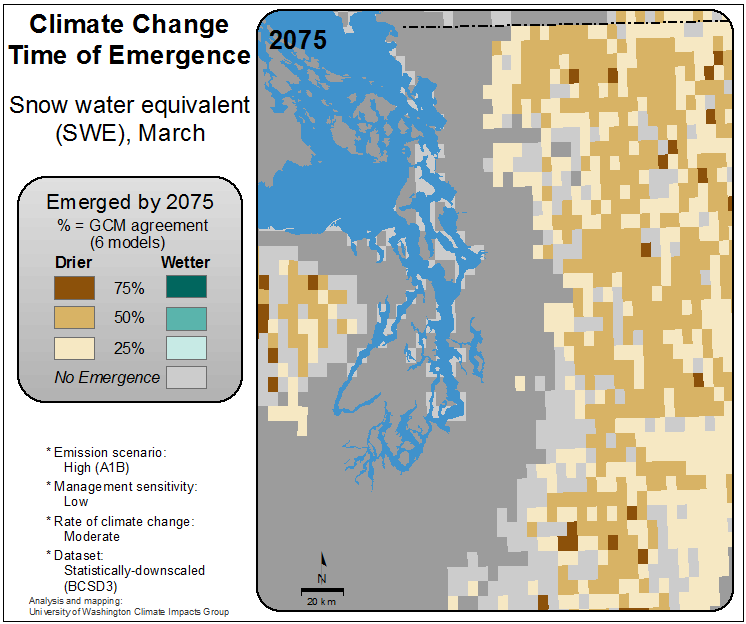 Climate Change
Time of Emergence
Snow water equivalent
(SWE), March
Emerged by 2075
% = GCM agreement
(6 models)
Drier Wetter
75%
50%
25%
No Emergence
* Emission scenario:
High (A1B)
* Management sensitivity:
Low
* Rate of climate change:
Moderate
* Dataset:
Statistically-downscaled
(BCSD3)
Analysis and mapping:
University of Washington Climate Impacts Group
2075
N
20 km